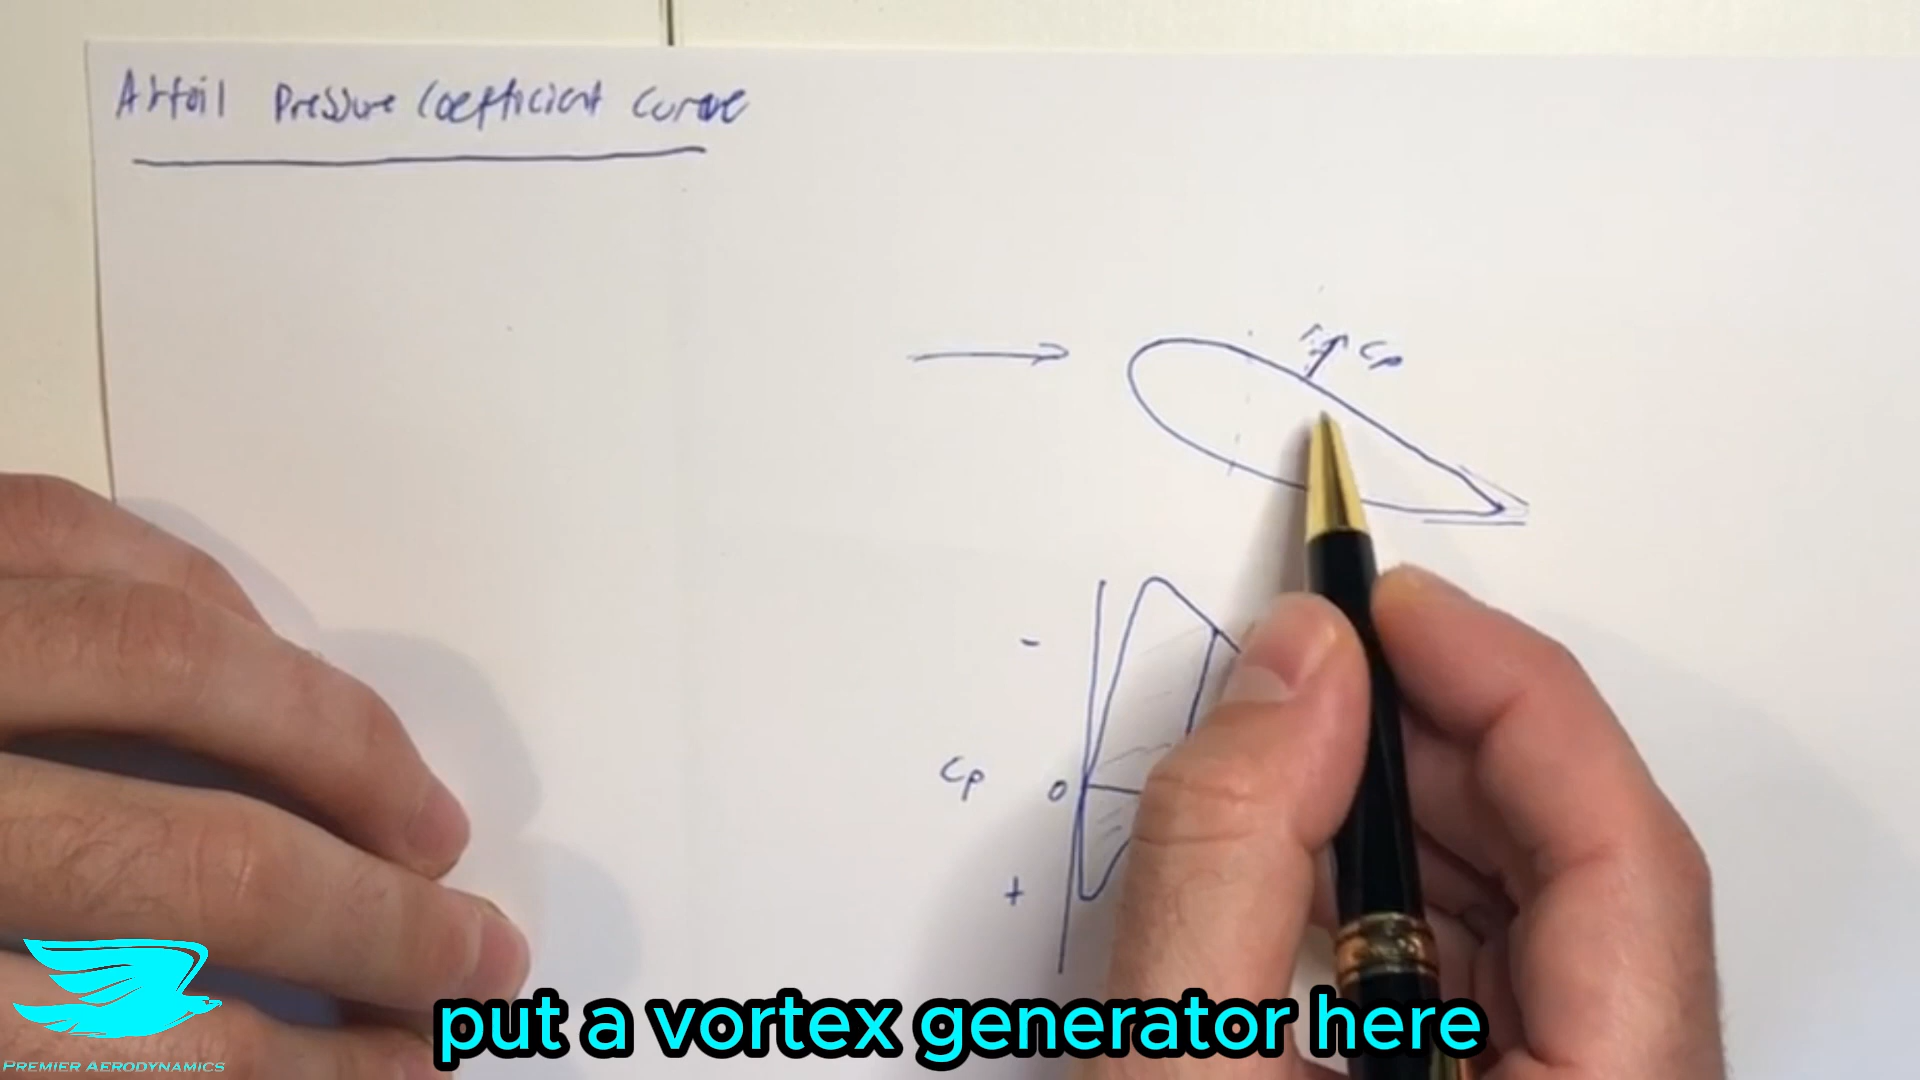 Airfoil Pressure Coefficient Curve
Cp
-
Cp 0
+
put a vortex generator here
PREMIER AERODYNAMICS